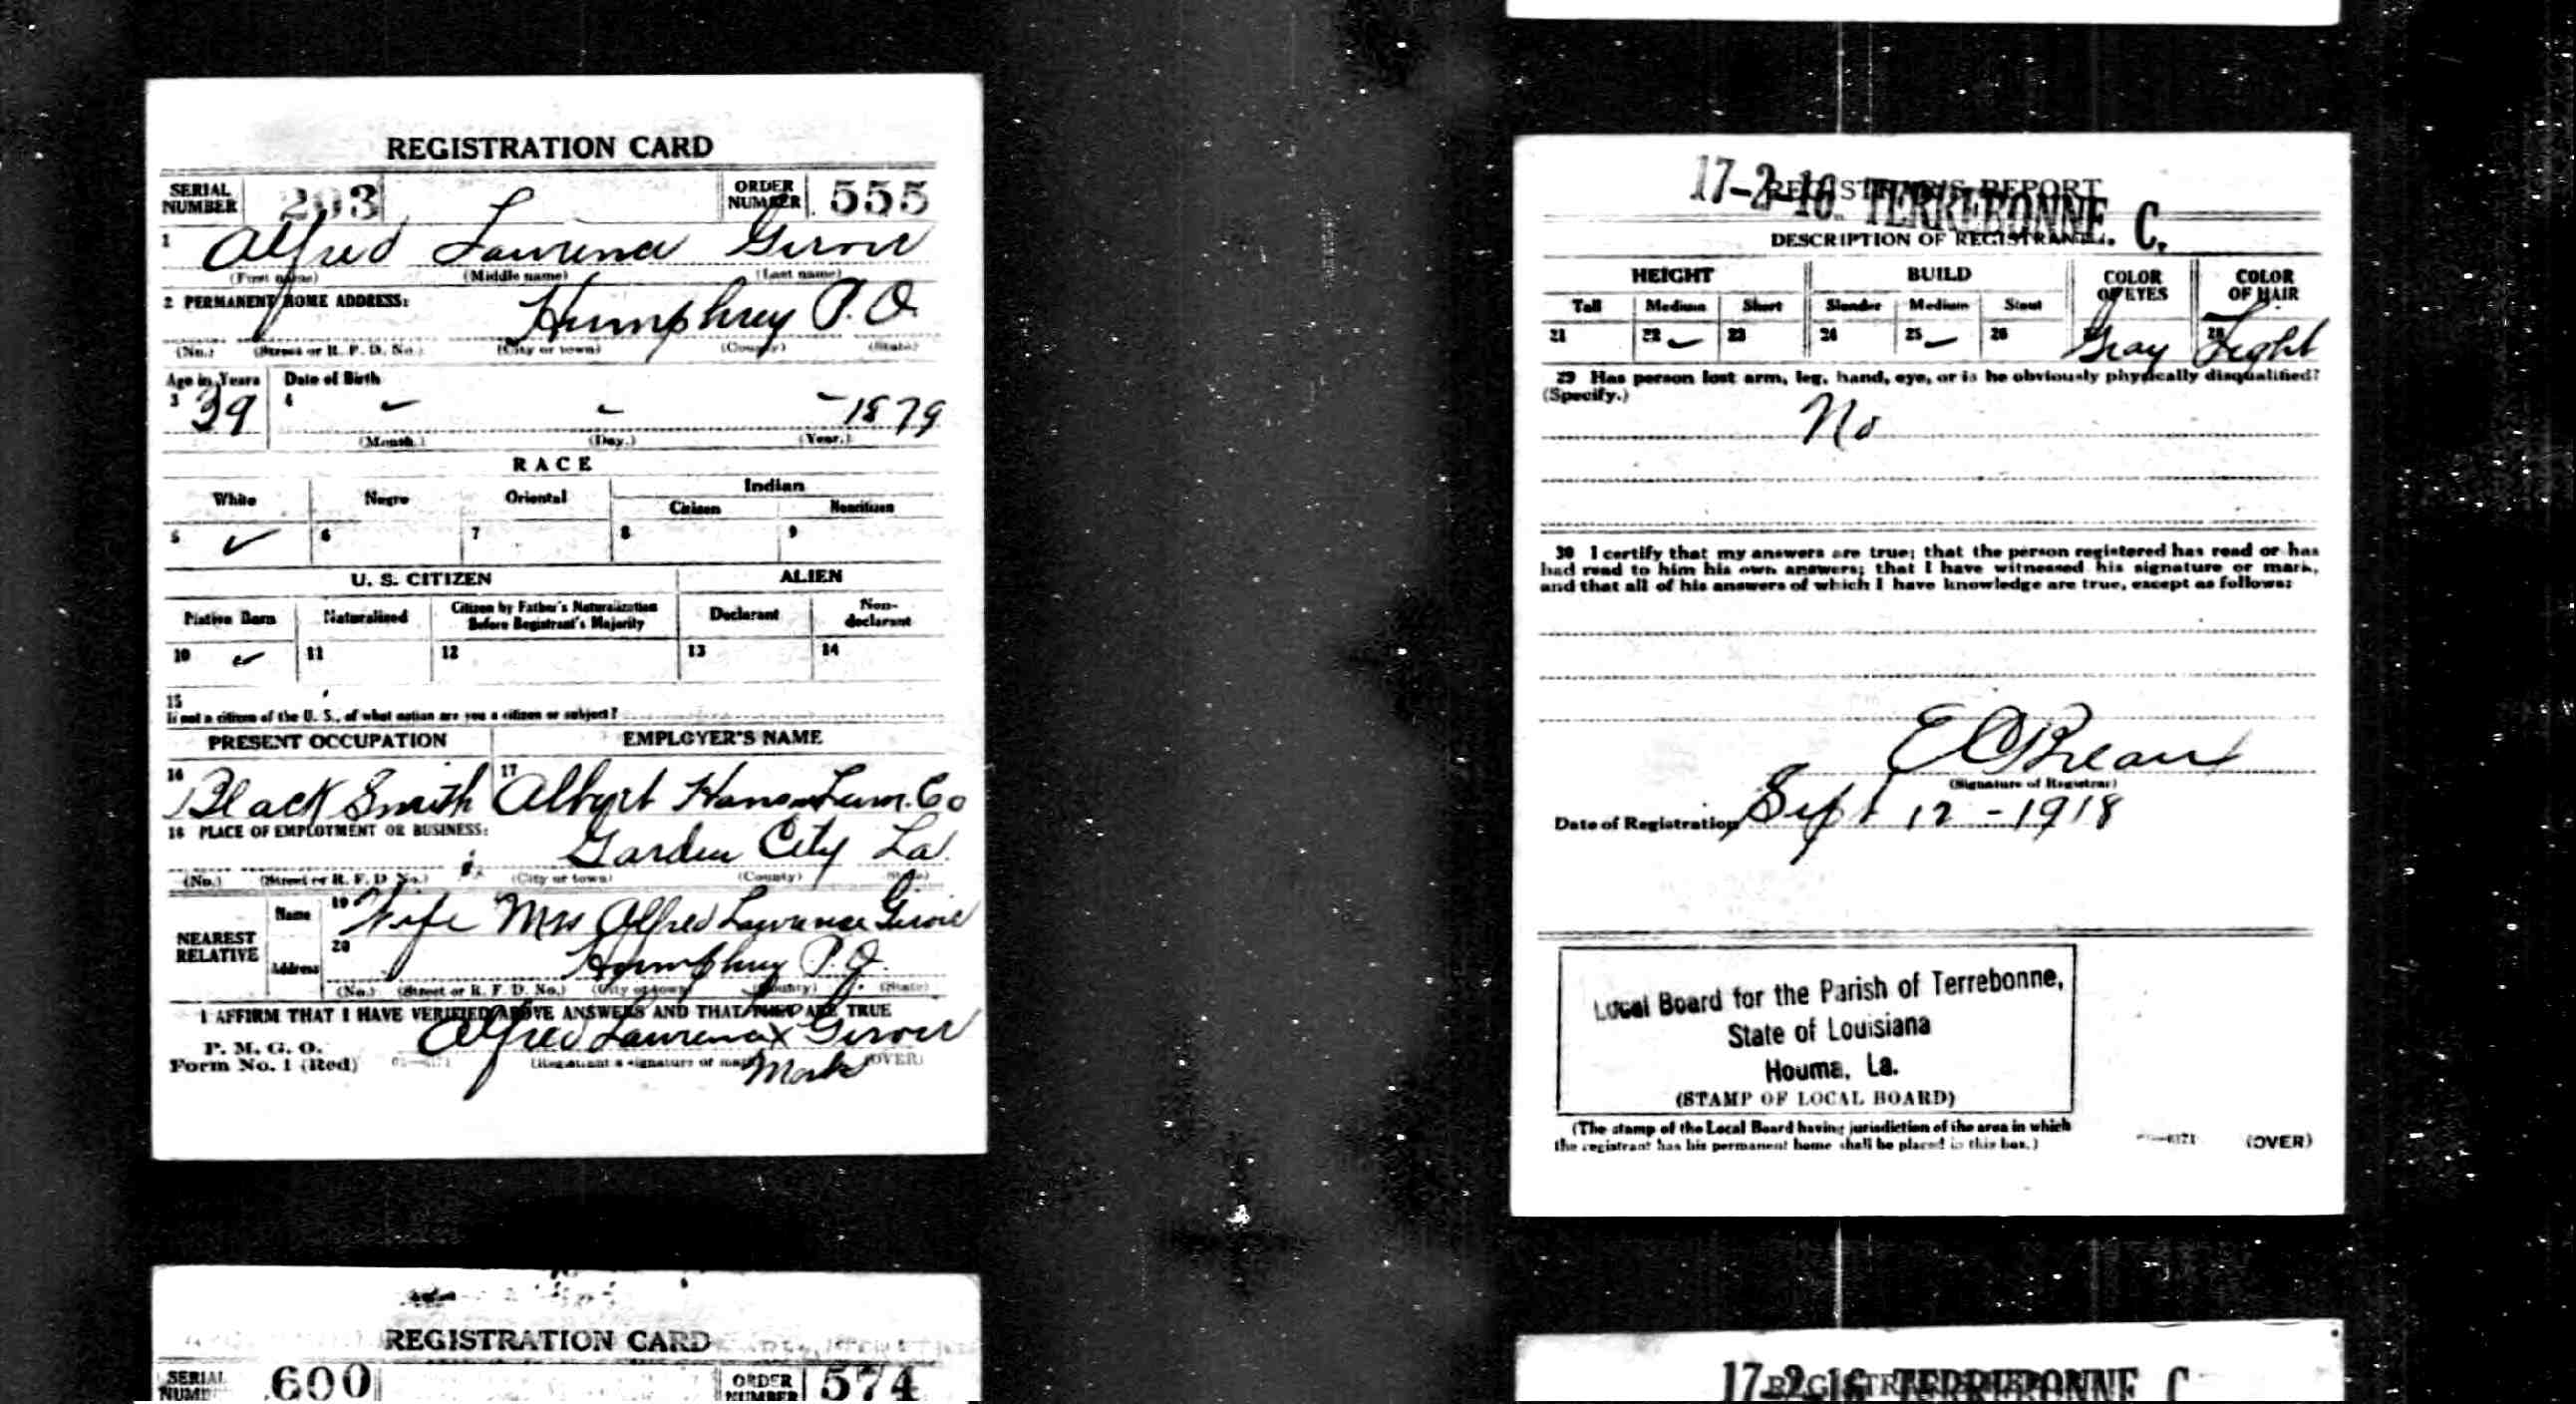 REGISTRATION CARD
SERIAL NUMBER 203 ORDER NUMBER 555
1 Alfred Laurence Giroir
(First name) (Middle name) (Last name)
2 PERMANENT HOME ADDRESS:
Humphrey P.O.
(No.) (Street or R. F. D. No.) (City or town) (County) (State)
Age in Years Date of Birth
3 39 4 - - - 1879
(Month.) (Day.) (Year.)
RACE
White Negro Oriental Indian
Citizen Noncitizen
5 ✓ 6 7 8 9
U. S. CITIZEN ALIEN
Native Born Naturalized Citizen by Father's Naturalization Before Registrant's Majority Declarant Non-declarant
10 ✓ 11 12 13 14
15
If not a citizen of the U. S., of what nation are you a citizen or subject?
PRESENT OCCUPATION EMPLOYER'S NAME
16 Black Smith 17 Albert Hanson Lum. Co
18 PLACE OF EMPLOYMENT OR BUSINESS:
Garden City La.
(No.) (Street or R. F. D. No.) (City or town) (County) (State)
NEAREST RELATIVE
Name 19 Wife Mrs Alfred Lawrence Giroir
Address 20 Humphrey P.O.
(No.) (Street or R. F. D. No.) (City or town) (County) (State)
I AFFIRM THAT I HAVE VERIFIED ABOVE ANSWERS AND THAT THEY ARE TRUE
P. M. G. O.
Form No. 1 (Red)
Alfred Laurence x Giroir
(Registrant's signature or mark) (OVER)
Mark
REGISTRATION CARD
SERIAL 600 ORDER NUMBER 574
17-2-16 TERREBONNE. C.
REGISTRAR'S REPORT
DESCRIPTION OF REGISTRANT
HEIGHT BUILD COLOR OF EYES COLOR OF HAIR
Tall Medium Short Slender Medium Stout
21 22 ✓ 23 24 25 ✓ 26 Gray 28 Light
29 Has person lost arm, leg, hand, eye, or is he obviously physically disqualified?
(Specify.)
No
30 I certify that my answers are true; that the person registered has read or has
had read to him his own answers; that I have witnessed his signature or mark,
and that all of his answers of which I have knowledge are true, except as follows:
(Signature of Registrar)
Date of Registration Sept 12 - 1918
Local Board for the Parish of Terrebonne,
State of Louisiana
Houma, La.
(STAMP OF LOCAL BOARD)
(The stamp of the Local Board having jurisdiction of the area in which
the registrant has his permanent home shall be placed in this box.)
(OVER)
17-2-16 TERREBONNE C